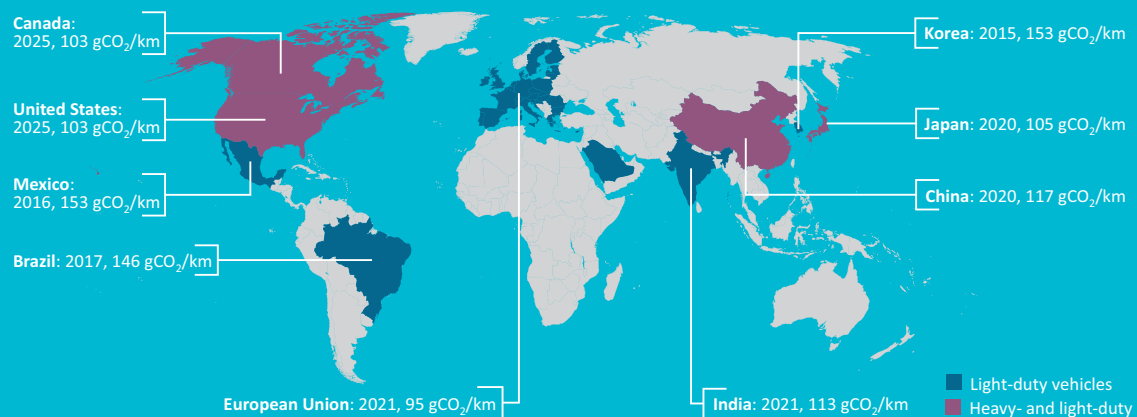 Canada:
2025, 103 gCO₂/km
United States:
2025, 103 gCO₂/km
Mexico:
2016, 153 gCO₂/km
Brazil: 2017, 146 gCO₂/km
European Union: 2021, 95 gCO₂/km
Korea: 2015, 153 gCO₂/km
Japan: 2020, 105 gCO₂/km
China: 2020, 117 gCO₂/km
India: 2021, 113 gCO₂/km
Light-duty vehicles
Heavy- and light-duty